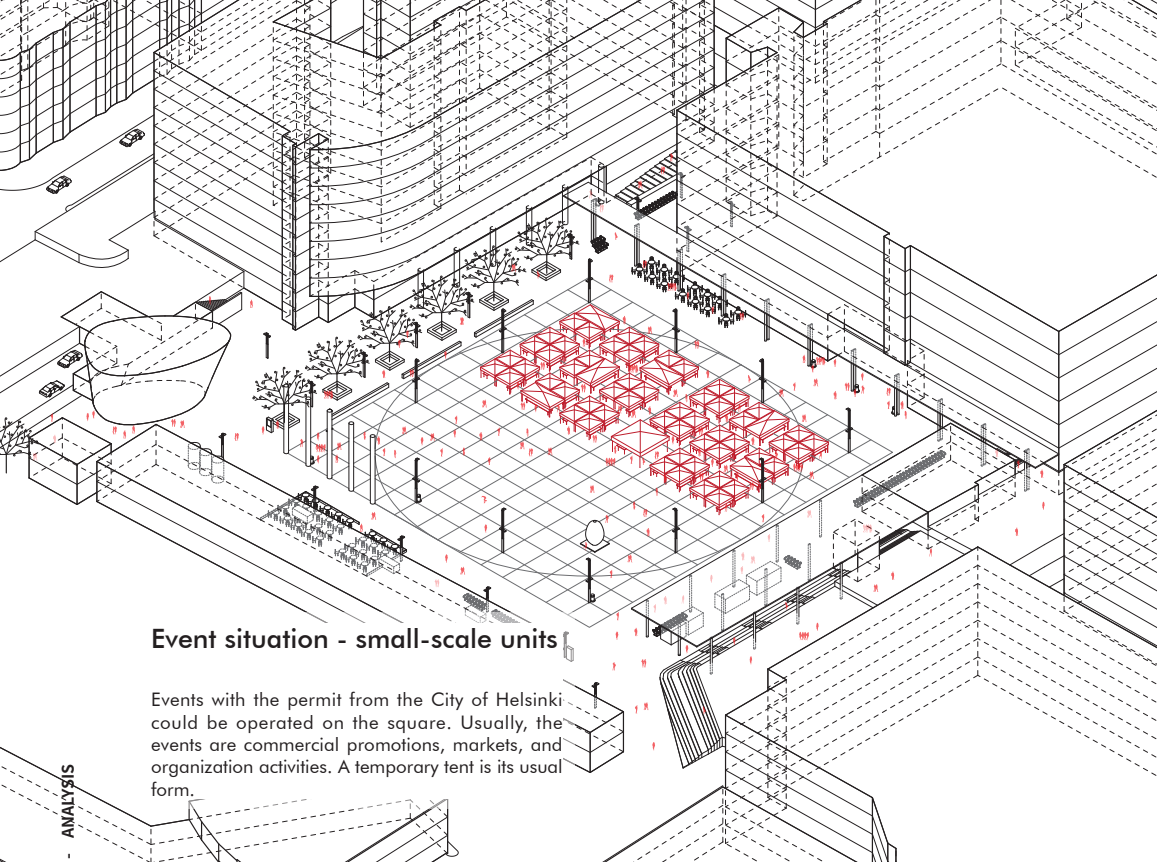 Event situation - small-scale units
Events with the permit from the City of Helsinki
could be operated on the square. Usually, the
events are commercial promotions, markets, and
organization activities. A temporary tent is its usual
form.
- ANALYSIS